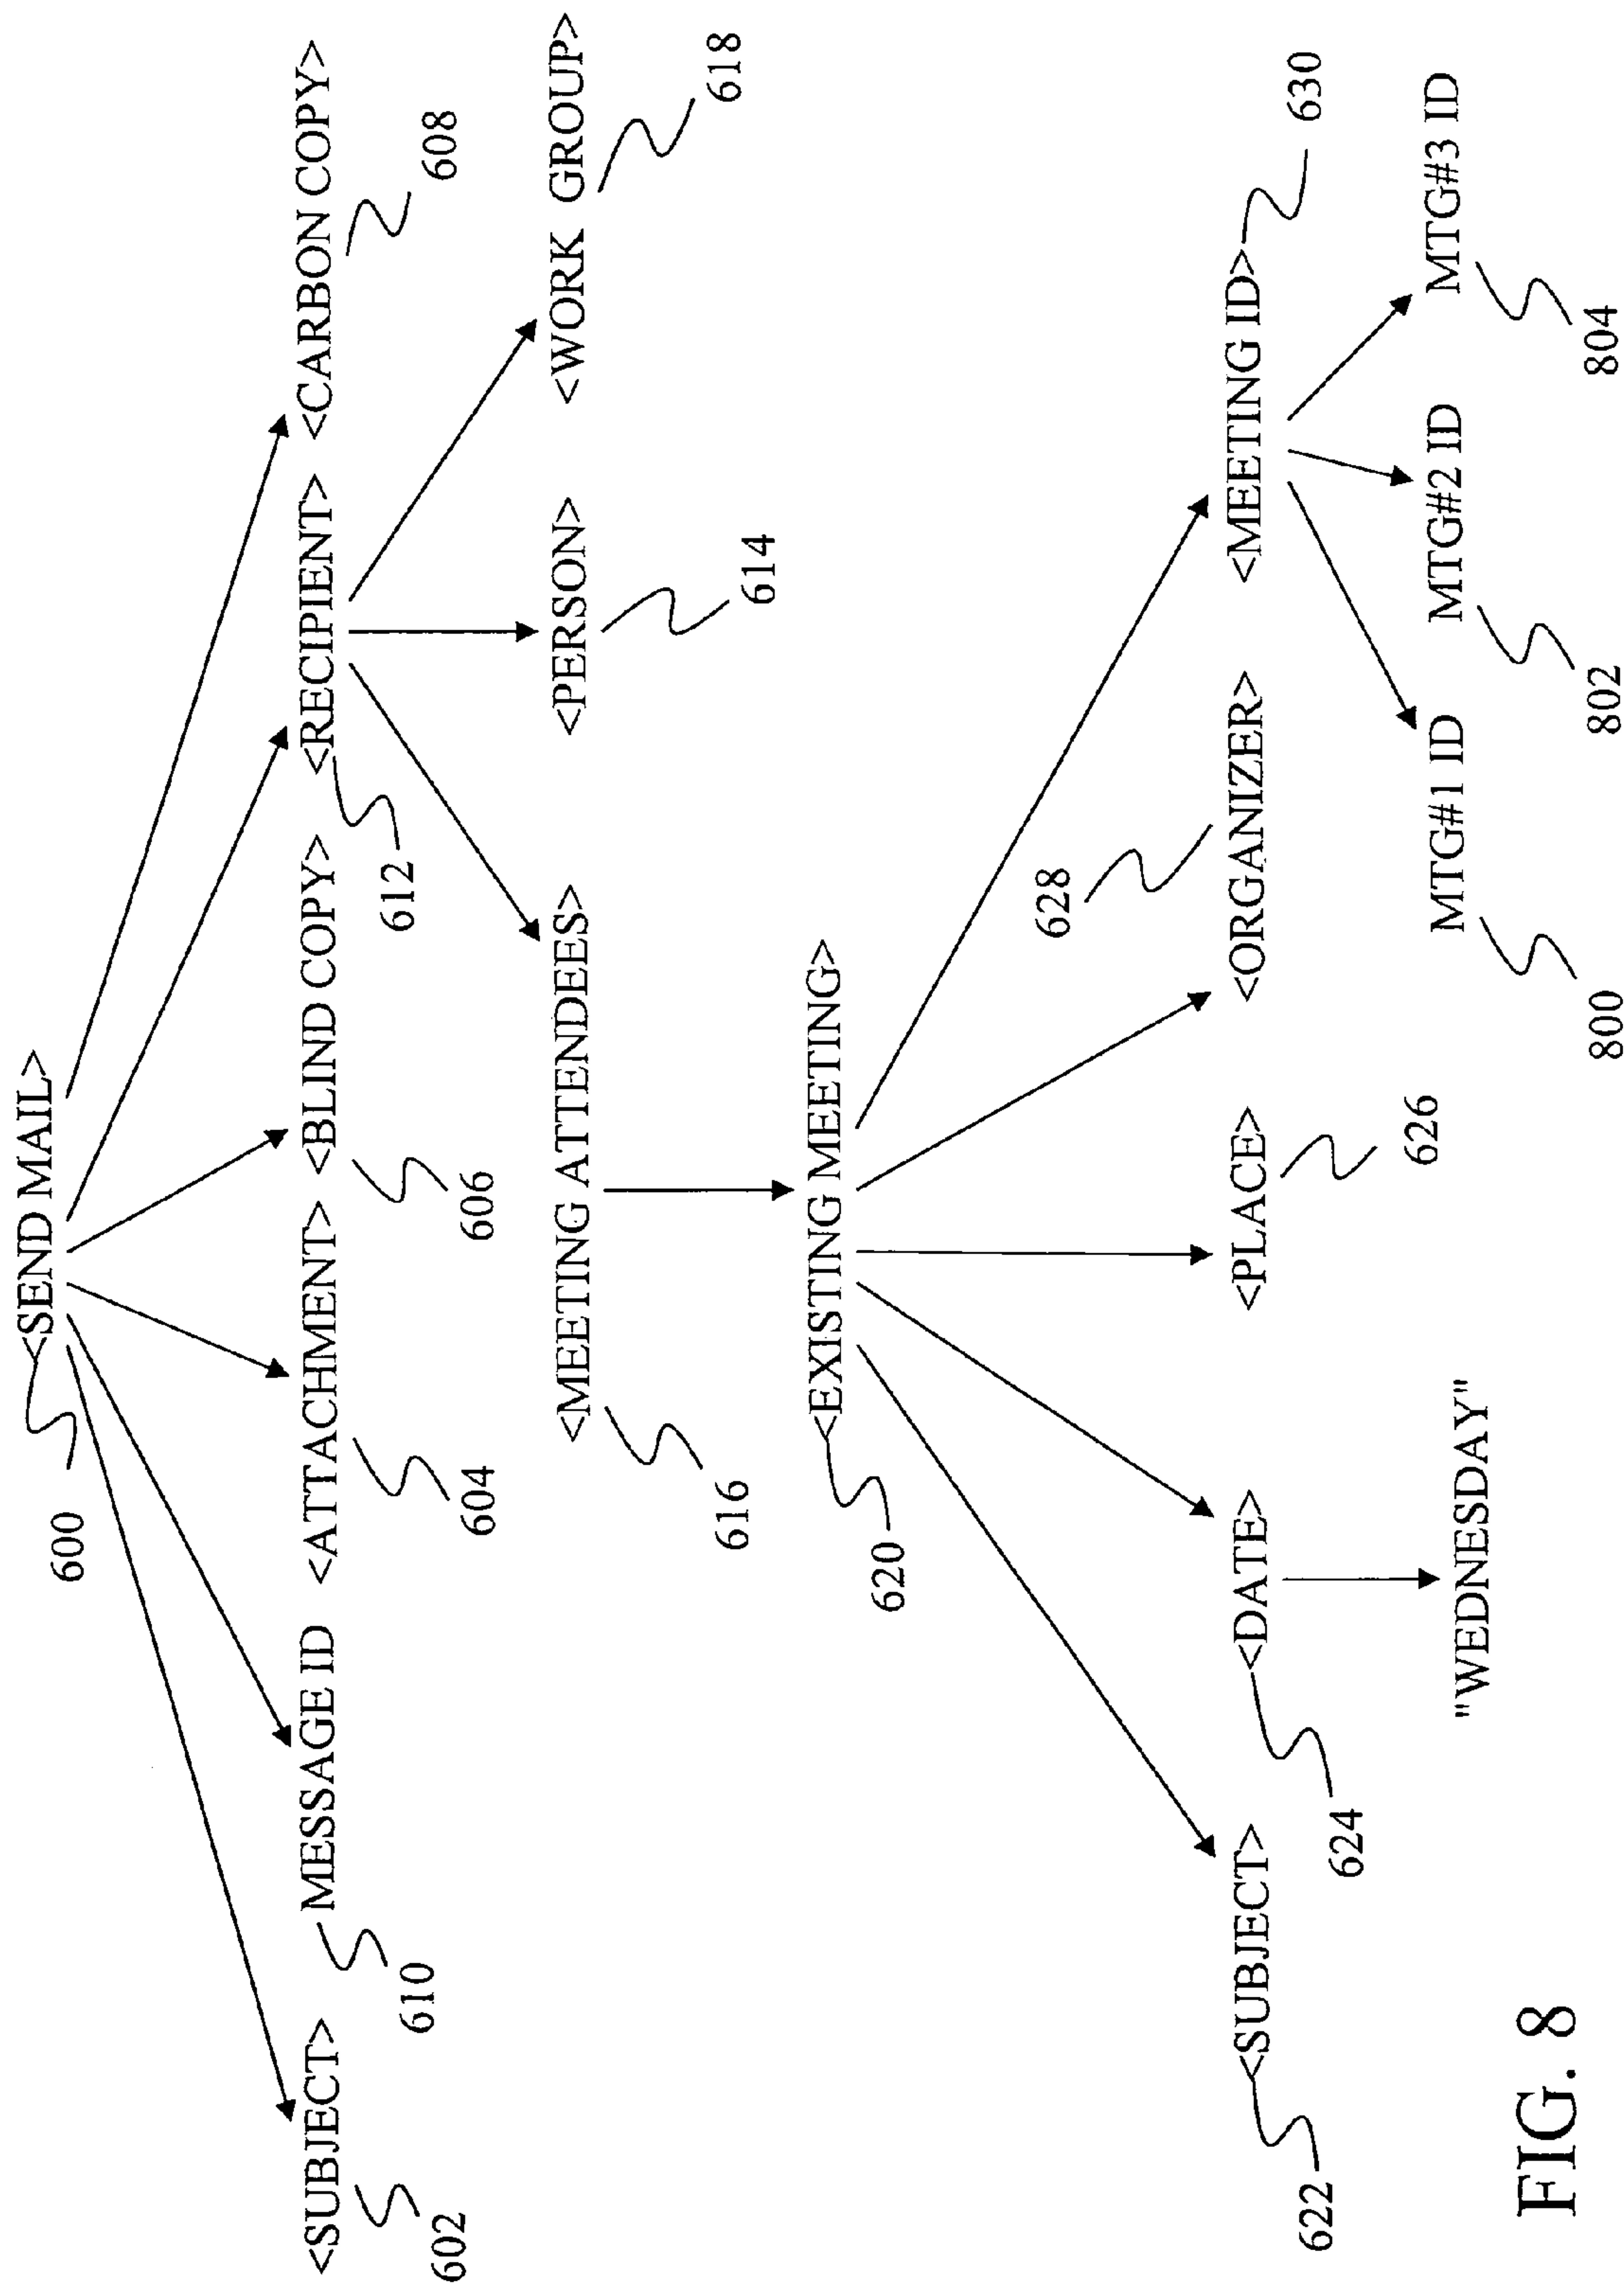 <SEND MAIL>
600
<SUBJECT> MESSAGE ID <ATTACHMENT> <BLIND COPY> <RECIPIENT> <CARBON COPY>
602 610 604 606 612 608
<MEETING ATTENDEES> <PERSON> <WORK GROUP>
616 614 618
<EXISTING MEETING>
620
628
<SUBJECT> <DATE> <PLACE> <ORGANIZER> <MEETING ID> 630
622 624 626
"WEDNESDAY" MTG#1 ID MTG#2 ID MTG#3 ID
800 802 804
FIG. 8